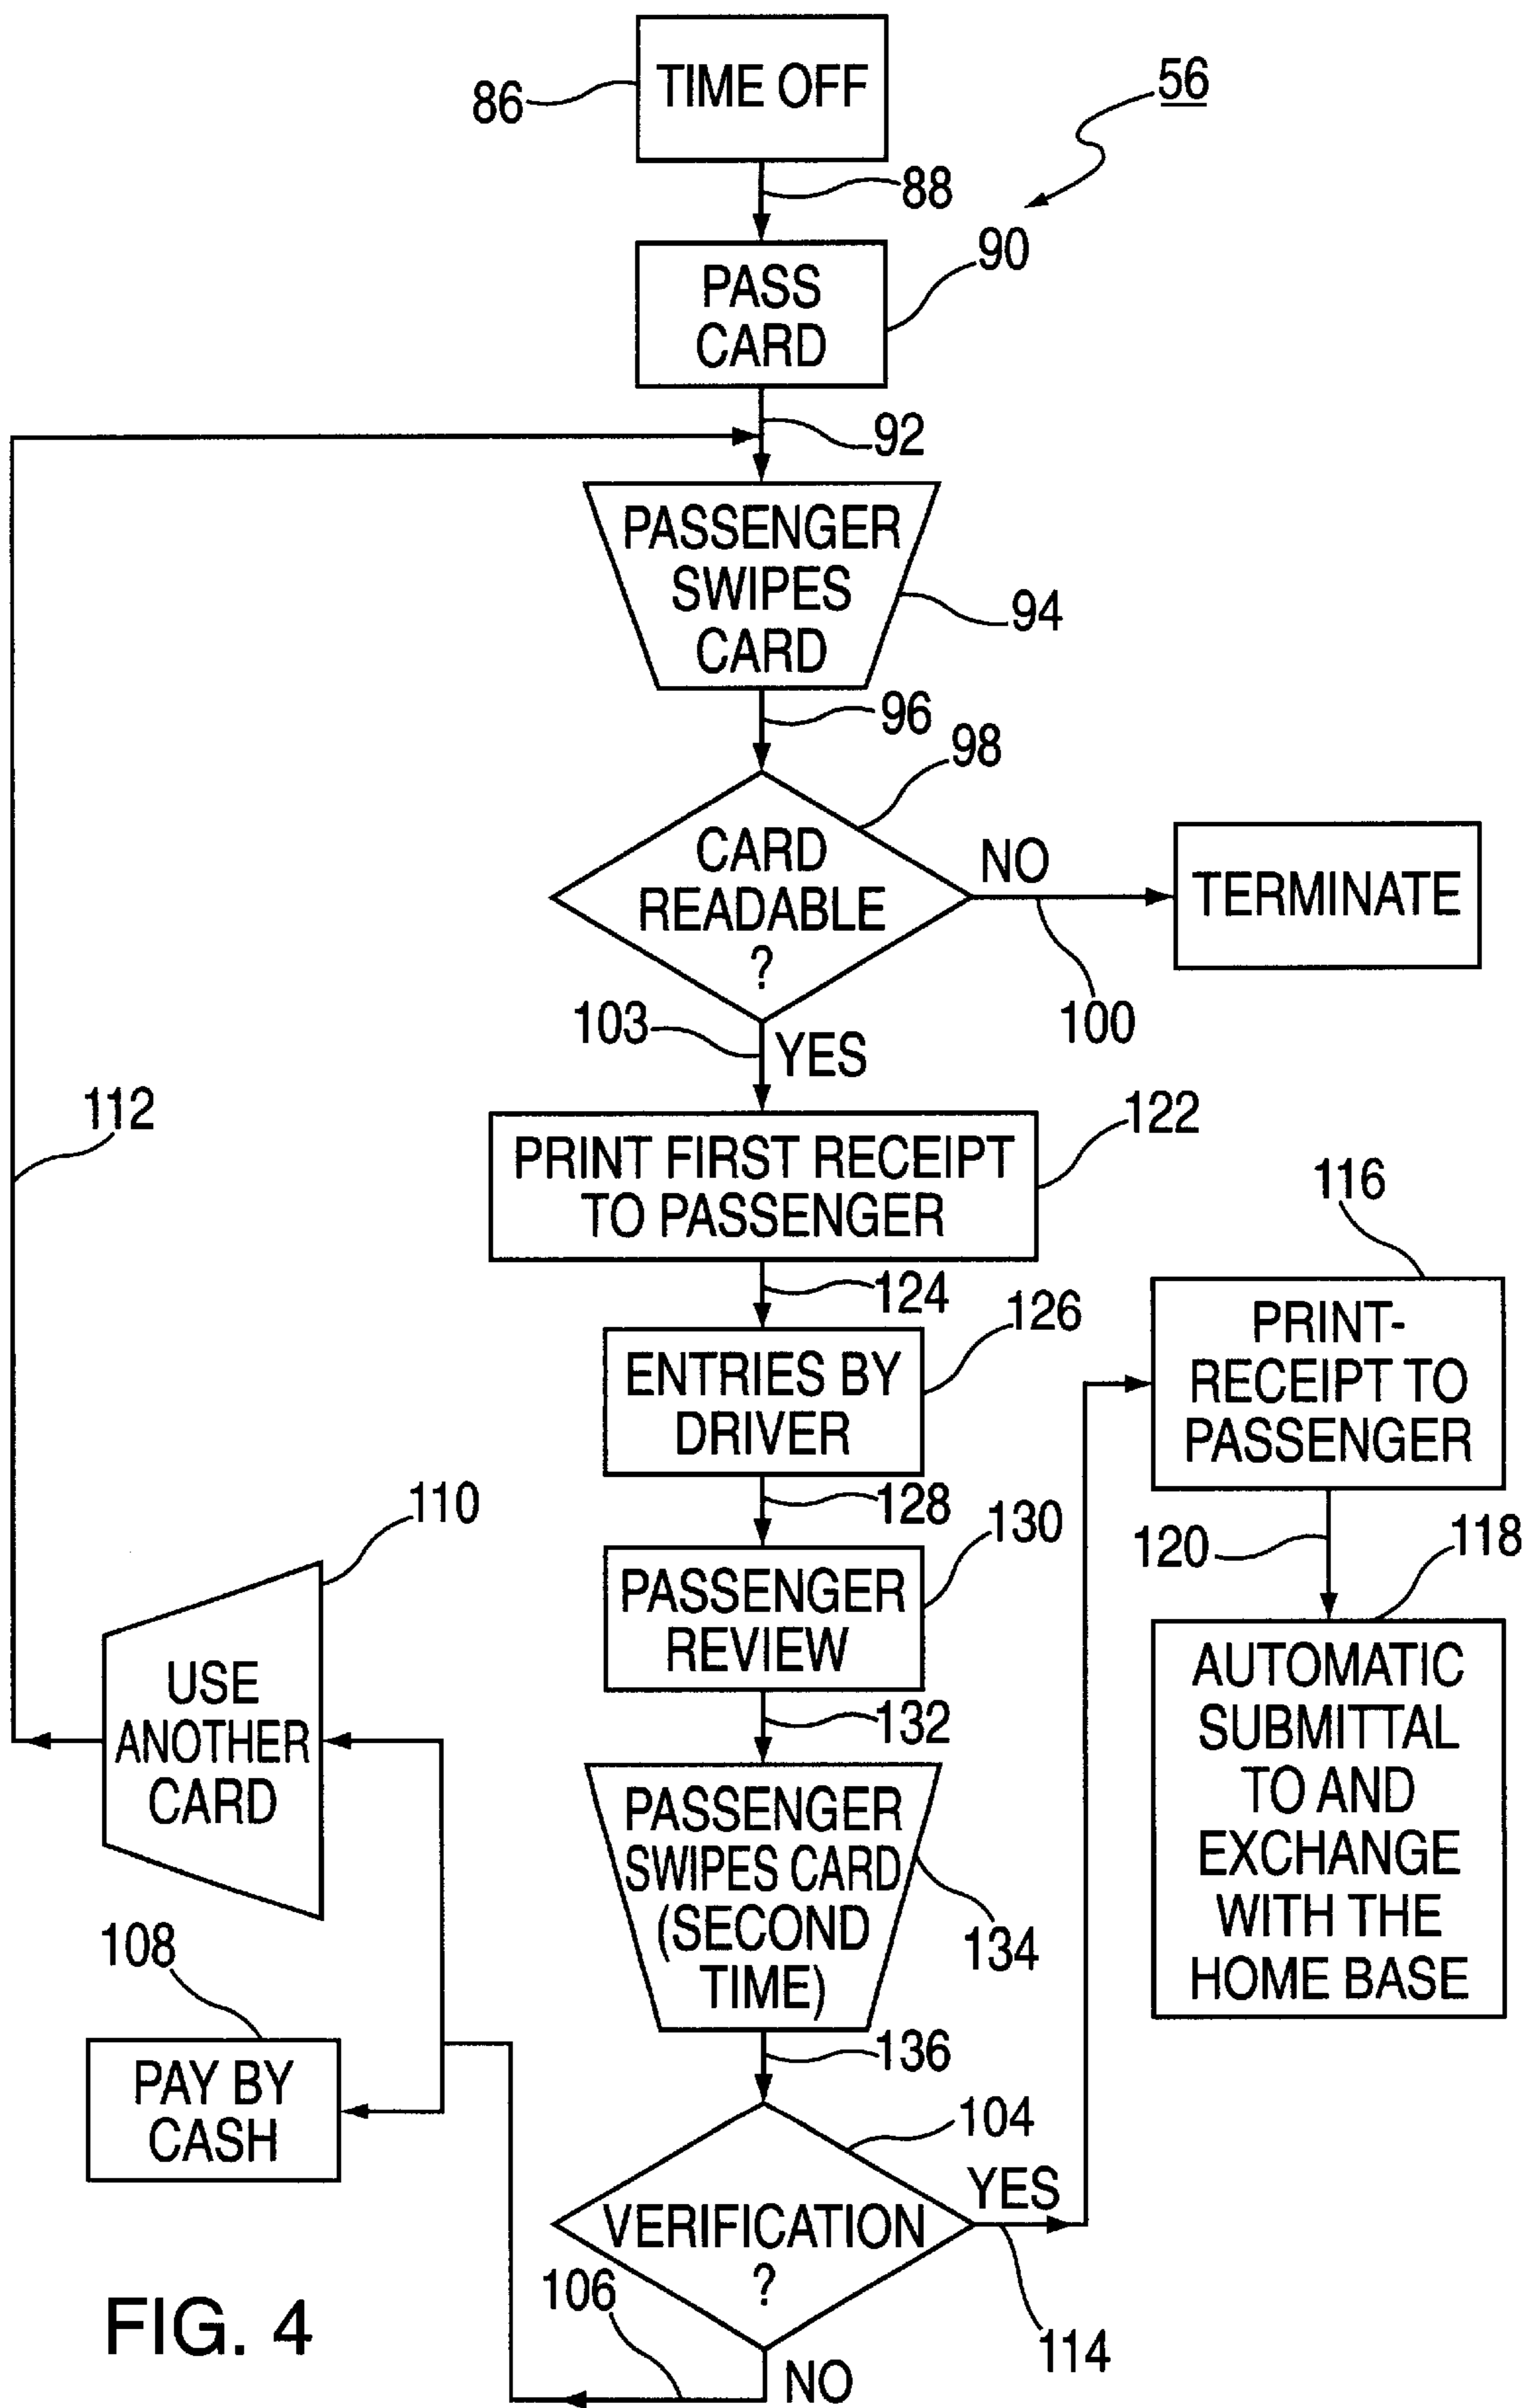 TIME OFF
86
56
88
PASS
CARD
90
92
PASSENGER
SWIPES
CARD
94
96
98
CARD
READABLE
?
NO
100
TERMINATE
103
YES
112
PRINT FIRST RECEIPT
TO PASSENGER
122
124
ENTRIES BY
DRIVER
126
128
PASSENGER
REVIEW
130
132
PASSENGER
SWIPES CARD
(SECOND
TIME)
134
136
110
USE
ANOTHER
CARD
108
PAY BY
CASH
104
VERIFICATION
?
YES
114
106
NO
116
PRINT-
RECEIPT TO
PASSENGER
120
118
AUTOMATIC
SUBMITTAL
TO AND
EXCHANGE
WITH THE
HOME BASE
FIG. 4